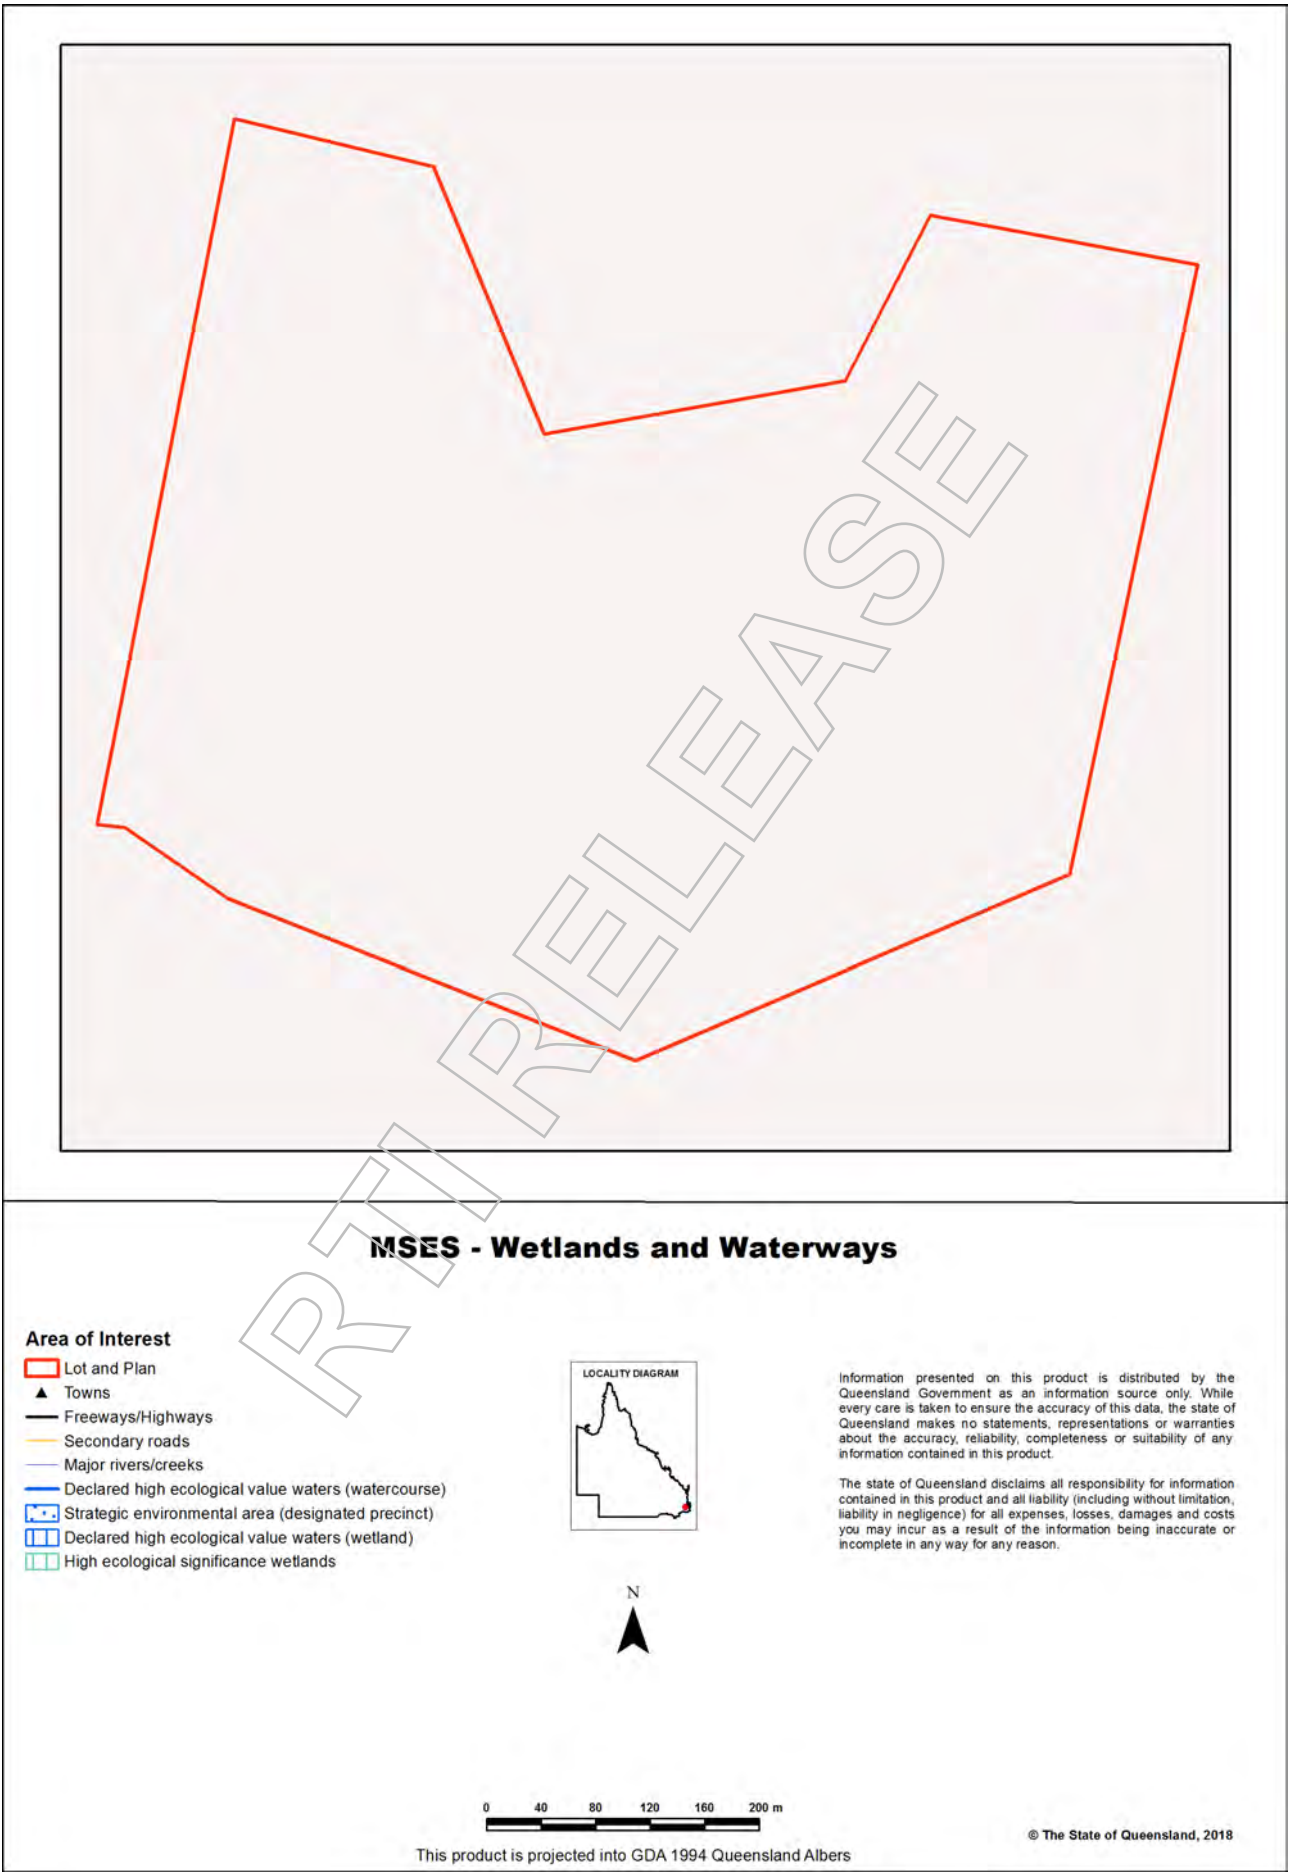 RTI RELEASE
MSES - Wetlands and Waterways
Area of Interest
Lot and Plan
Towns
Freeways/Highways
Secondary roads
Major rivers/creeks
Declared high ecological value waters (watercourse)
Strategic environmental area (designated precinct)
Declared high ecological value waters (wetland)
High ecological significance wetlands
LOCALITY DIAGRAM
N
Information presented on this product is distributed by the
Queensland Government as an information source only. While
every care is taken to ensure the accuracy of this data, the state of
Queensland makes no statements, representations or warranties
about the accuracy, reliability, completeness or suitability of any
information contained in this product.
The state of Queensland disclaims all responsibility for information
contained in this product and all liability (including without limitation,
liability in negligence) for all expenses, losses, damages and costs
you may incur as a result of the information being inaccurate or
incomplete in any way for any reason.
0 40 80 120 160 200 m
This product is projected into GDA 1994 Queensland Albers
© The State of Queensland, 2018